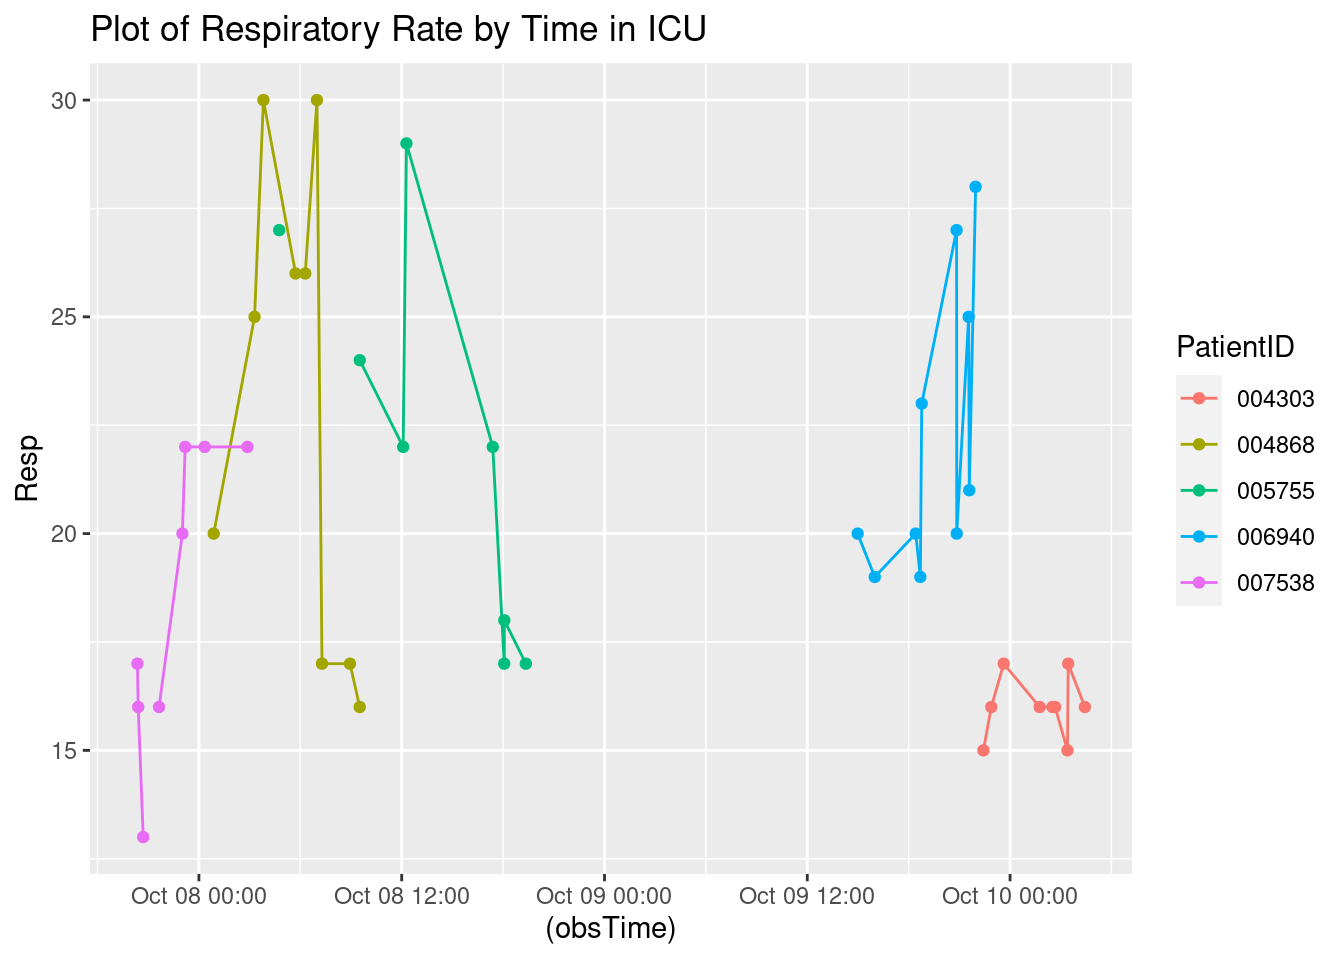 Plot of Respiratory Rate by Time in ICU
30
25
20
15
Resp
Oct 08 00:00
Oct 08 12:00
Oct 09 00:00
Oct 09 12:00
Oct 10 00:00
(obsTime)
PatientID
004303
004868
005755
006940
007538